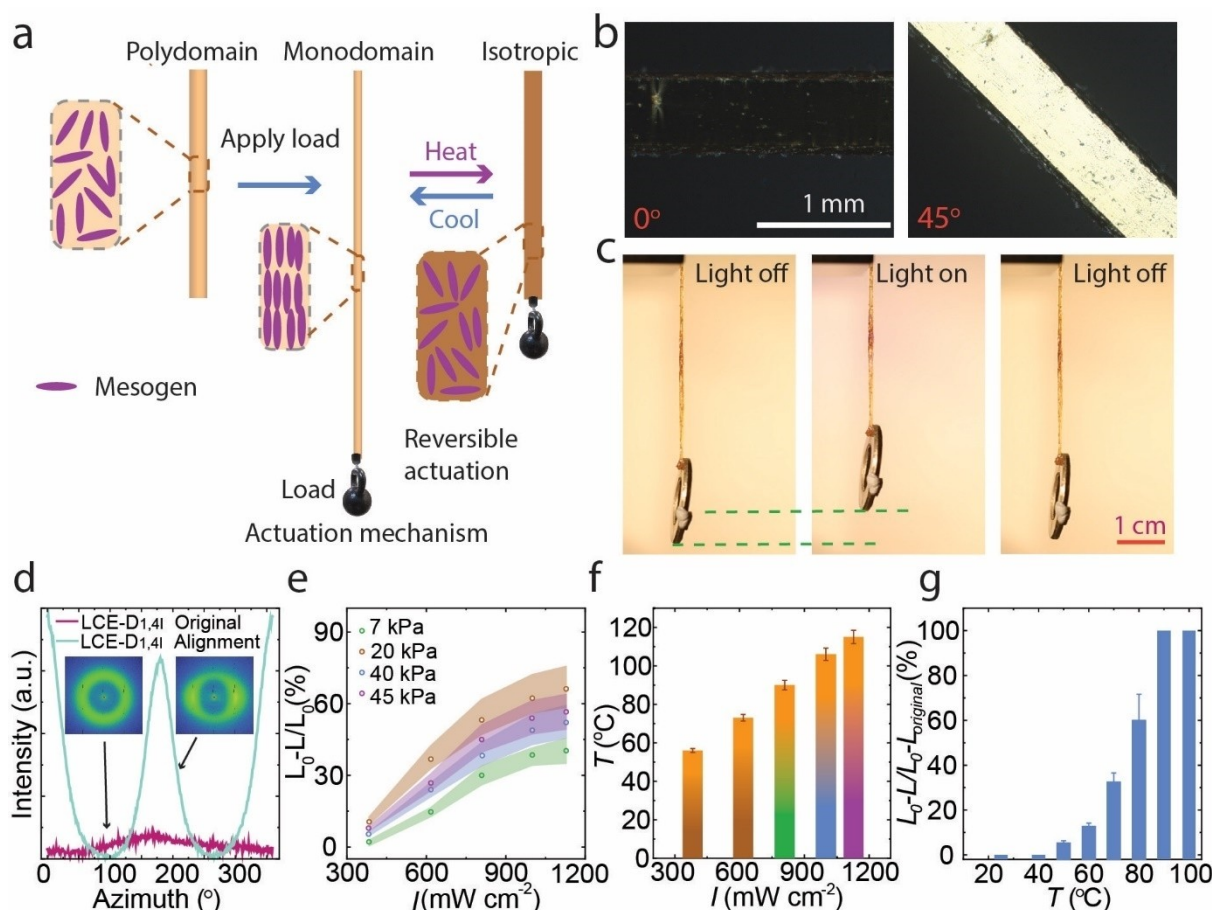 a
Polydomain
Monodomain
Isotropic
Apply load
Heat
Cool
Mesogen
Reversible
actuation
Load
Actuation mechanism
b
0°
1 mm
45°
c
Light off
Light on
Light off
1 cm
d
LCE-D1,4I Original
LCE-D1,4I Alignment
Intensity (a.u.)
0 100 200 300
Azimuth (°)
e
90
60
30
0
7 kPa
20 kPa
40 kPa
45 kPa
L0-L/L0(%)
300 600 900 1200
I(mW cm-2)
f
120
100
80
60
40
20
0
T (°C)
300 600 900 1200
I (mW cm-2)
g
100
80
60
40
20
0
L0-L/L0-Loriginal(%)
20 40 60 80 100
T (°C)